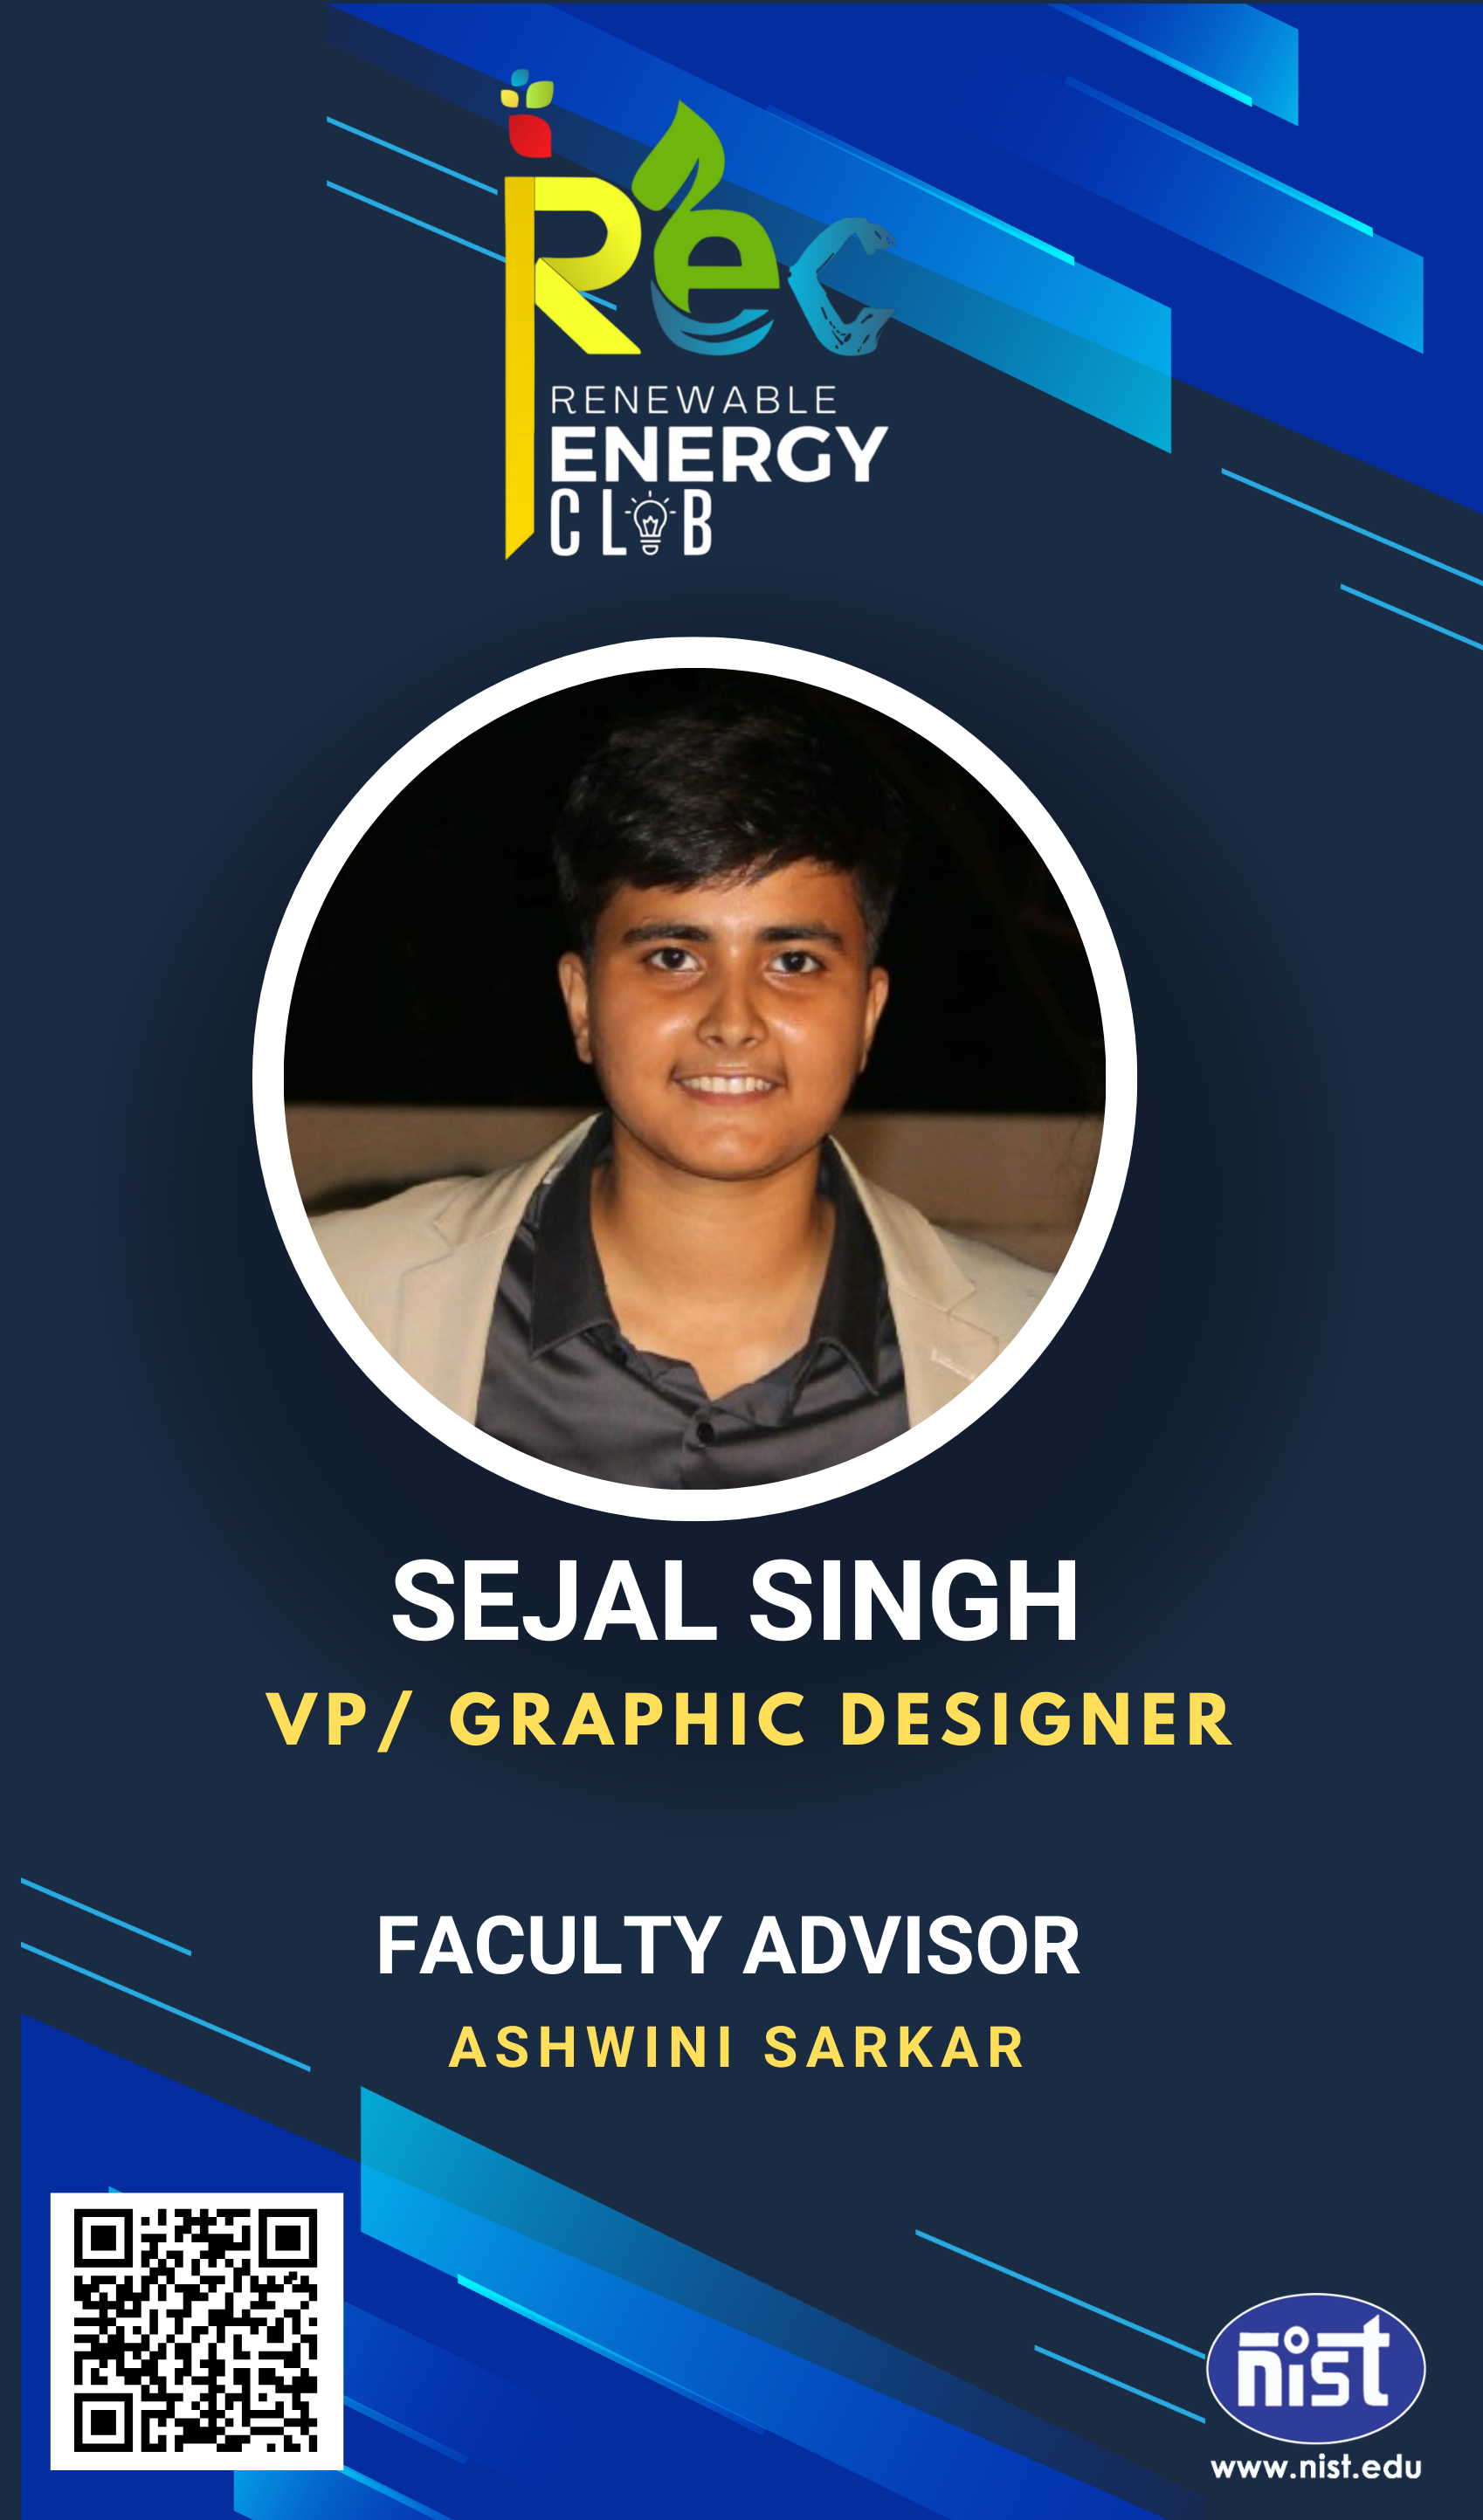 Rec
RENEWABLE
ENERGY
CLUB
SEJAL SINGH
VP/ GRAPHIC DESIGNER
FACULTY ADVISOR
ASHWINI SARKAR
nist
www.nist.edu